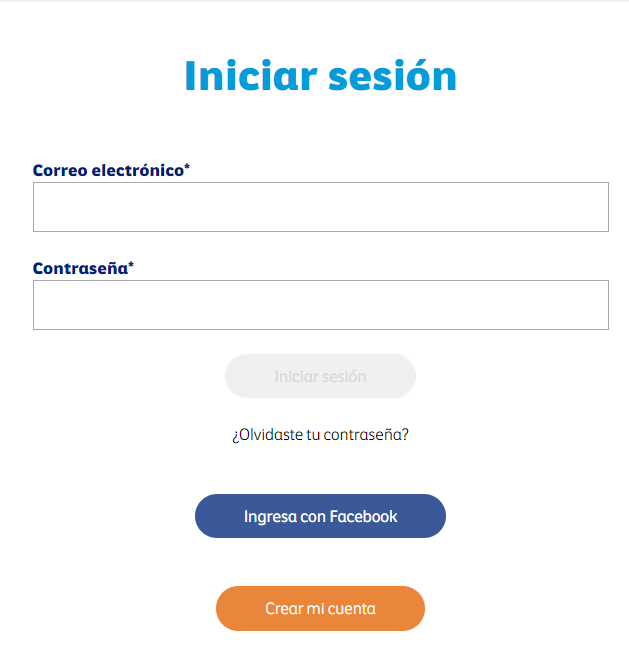 Iniciar sesión
Correo electrónico*
Contraseña*
Iniciar sesión
¿Olvidaste tu contraseña?
Ingresa con Facebook
Crear mi cuenta